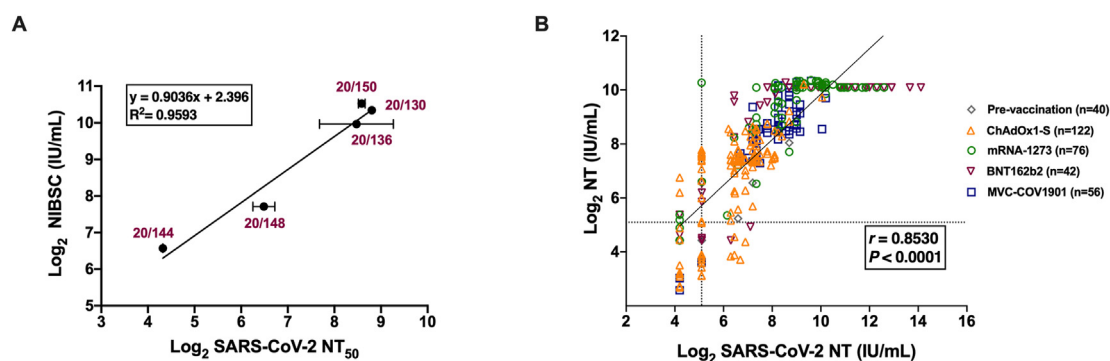 A
y = 0.9036x + 2.396
R²= 0.9593
20/150
20/130
20/136
20/148
20/144
11
10
9
8
7
6
5
3
4
5
6
7
8
9
10
Log₂ NIBSC (IU/mL)
Log₂ SARS-CoV-2 NT₅₀
B
12
10
8
6
4
2
4
6
8
10
12
14
16
Log₂ NT (IU/mL)
Log₂ SARS-CoV-2 NT (IU/mL)
r = 0.8530
P < 0.0001
Pre-vaccination (n=40)
ChAdOx1-S (n=122)
mRNA-1273 (n=76)
BNT162b2 (n=42)
MVC-COV1901 (n=56)